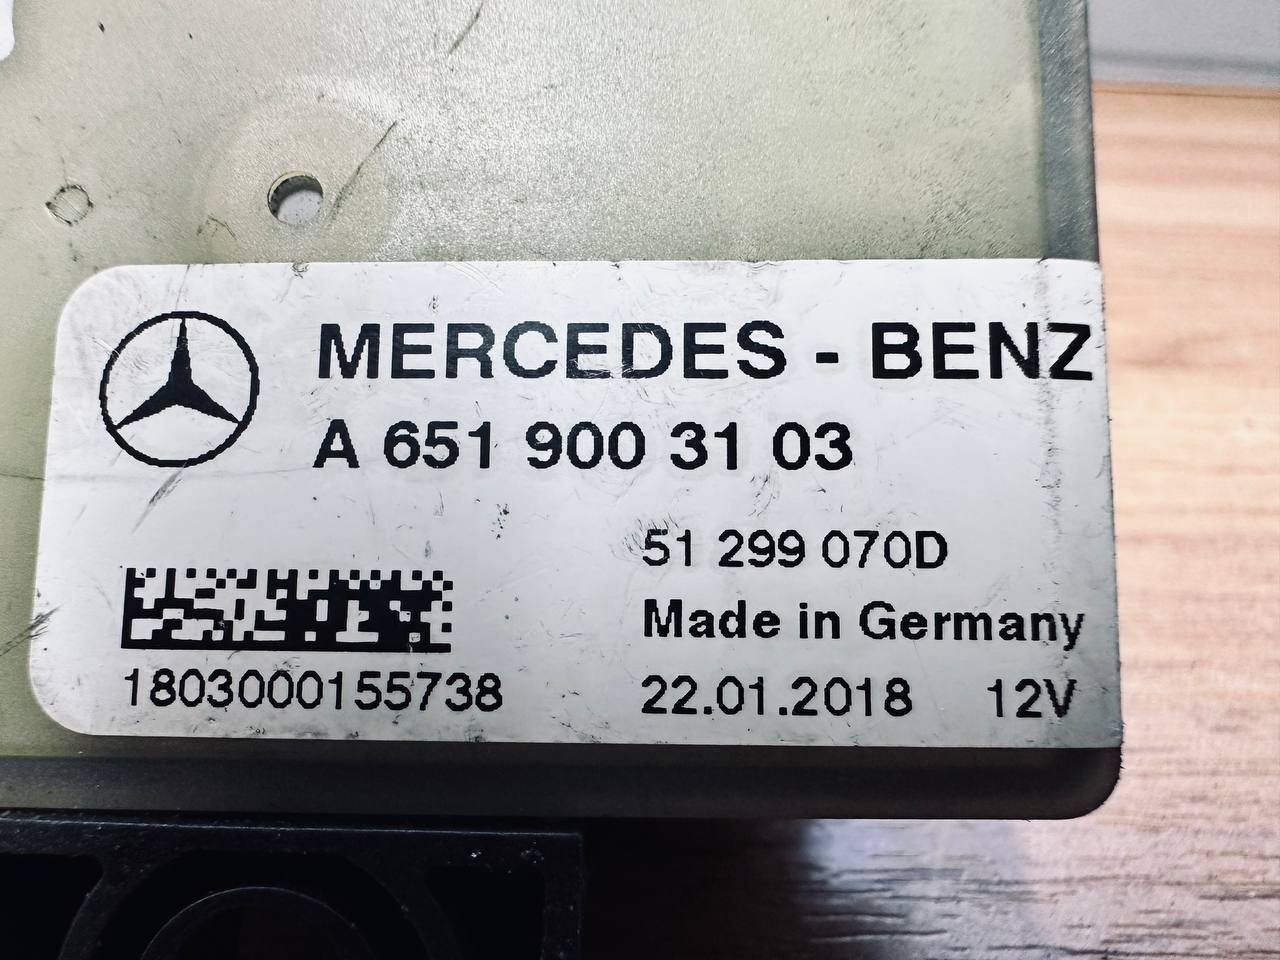 MERCEDES - BENZ
A 651 900 31 03
51 299 070D
Made in Germany
1803000155738
22.01.2018 12V